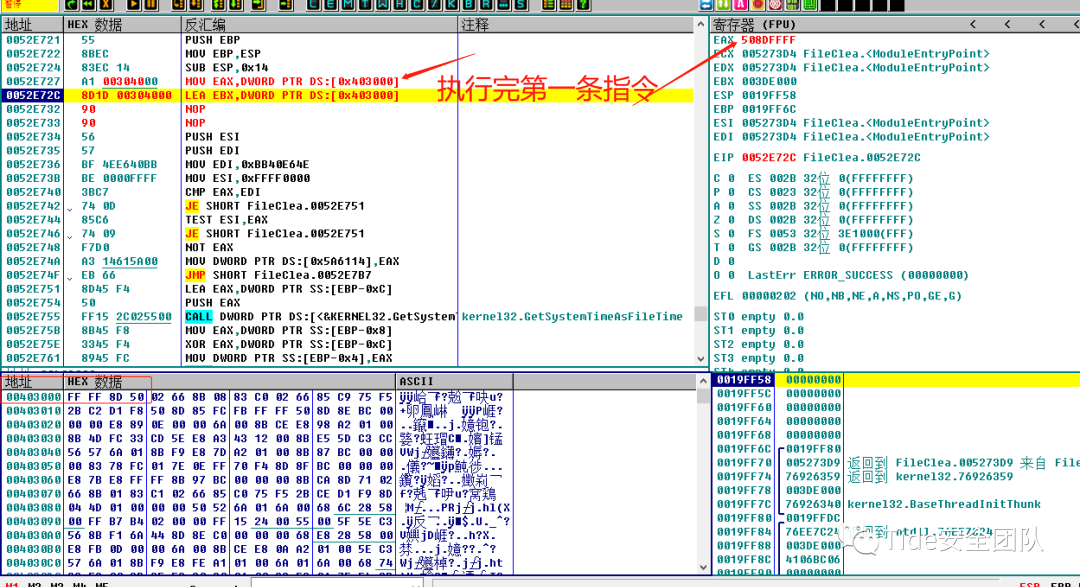 暂停
L E M T W H C / K B R ... S
A
地址 HEX 数据 反汇编 注释
0052E721 55 PUSH EBP
0052E722 8BEC MOV EBP,ESP
0052E724 83EC 14 SUB ESP,0x14
0052E727 A1 00304000 MOV EAX,DWORD PTR DS:[0x403000]
执行完第一条指令
0052E72C 8D1D 00304000 LEA EBX,DWORD PTR DS:[0x403000]
0052E732 90 NOP
0052E733 90 NOP
0052E734 56 PUSH ESI
0052E735 57 PUSH EDI
0052E736 BF 4EE640BB MOV EDI,0xBB40E64E
0052E73B BE 0000FFFF MOV ESI,0xFFFF0000
0052E740 3BC7 CMP EAX,EDI
0052E742 74 0D JE SHORT FileClea.0052E751
0052E744 85C6 TEST ESI,EAX
0052E746 74 09 JE SHORT FileClea.0052E751
0052E748 F7D0 NOT EAX
0052E74A A3 14615A00 MOV DWORD PTR DS:[0x5A6114],EAX
0052E74F EB 66 JMP SHORT FileClea.0052E7B7
0052E751 8D45 F4 LEA EAX,DWORD PTR SS:[EBP-0xC]
0052E754 50 PUSH EAX
0052E755 FF15 2C025500 CALL DWORD PTR DS:[<&KERNEL32.GetSystem kernel32.GetSystemTimeAsFileTime
0052E75B 8B45 F8 MOV EAX,DWORD PTR SS:[EBP-0x8]
0052E75E 3345 F4 XOR EAX,DWORD PTR SS:[EBP-0xC]
0052E761 8945 FC MOV DWORD PTR SS:[EBP-0x4],EAX
寄存器 (FPU) < < < <
EAX 508DFFFF
ECX 005273D4 FileClea.<ModuleEntryPoint>
EDX 005273D4 FileClea.<ModuleEntryPoint>
EBX 003DE000
ESP 0019FF58
EBP 0019FF6C
ESI 005273D4 FileClea.<ModuleEntryPoint>
EDI 005273D4 FileClea.<ModuleEntryPoint>
EIP 0052E72C FileClea.0052E72C
C 0 ES 002B 32位 0(FFFFFFFF)
P 0 CS 0023 32位 0(FFFFFFFF)
A 0 SS 002B 32位 0(FFFFFFFF)
Z 0 DS 002B 32位 0(FFFFFFFF)
S 0 FS 0053 32位 3E1000(FFF)
T 0 GS 002B 32位 0(FFFFFFFF)
D 0
O 0 LastErr ERROR_SUCCESS (00000000)
EFL 00000202 (NO,NB,NE,A,NS,PO,GE,G)
ST0 empty 0.0
ST1 empty 0.0
ST2 empty 0.0
ST3 empty 0.0
地址 HEX 数据 ASCII
00403000 FF FF 8D 50 02 66 8B 08 83 C0 02 66 85 C9 75 F5
00403010 2B C2 D1 F8 50 8D 85 FC FB FF FF 50 8D 8E BC 00
00403020 00 00 E8 89 0E 00 00 6A 00 8B CE E8 98 A2 01 00
00403030 8B 4D FC 33 CD 5E E8 A3 43 12 00 8B E5 5D C3 CC
00403040 56 57 6A 01 8B F9 E8 7D A2 01 00 8B 87 BC 00 00
00403050 00 83 78 FC 01 7E 0E FF 70 F4 8D 8F BC 00 00 00
00403060 E8 7B E8 FF FF 8B 97 BC 00 00 00 8B CA 8D 71 02
00403070 66 8B 01 83 C1 02 66 85 C0 75 F5 2B CE D1 F9 8D
00403080 04 4D 01 00 00 00 50 52 6A 01 6A 00 68 6C 28 58
00403090 00 FF B7 B4 02 00 00 FF 15 24 00 55 00 5F 5E C3
004030A0 56 8B F1 6A 44 8D 8E C0 00 00 00 68 E8 28 58 00
004030B0 E8 FB 0D 00 00 6A 00 8B CE E8 0A A2 01 00 5E C3
004030C0 57 6A 01 8B F9 E8 FE A1 01 00 6A 01 6A 00 68 74
0019FF58 00000000
0019FF5C 00000000
0019FF60 00000000
0019FF64 00000000
0019FF68 00000000
0019FF6C 0019FF80
0019FF70 005273D9 返回到 FileClea.005273D9 来自 File
0019FF74 76926359 返回到 kernel32.76926359
0019FF78 003DE000
0019FF7C 76926340 kernel32.BaseThreadInitThunk
0019FF80 0019FFDC
0019FF84 76EE7C24 返回到 ntdll.76EE7C24
0019FF88 003DE000
0019FF8C 4106BC06
Tide安全团队
M1 M2 M3 M4 M5